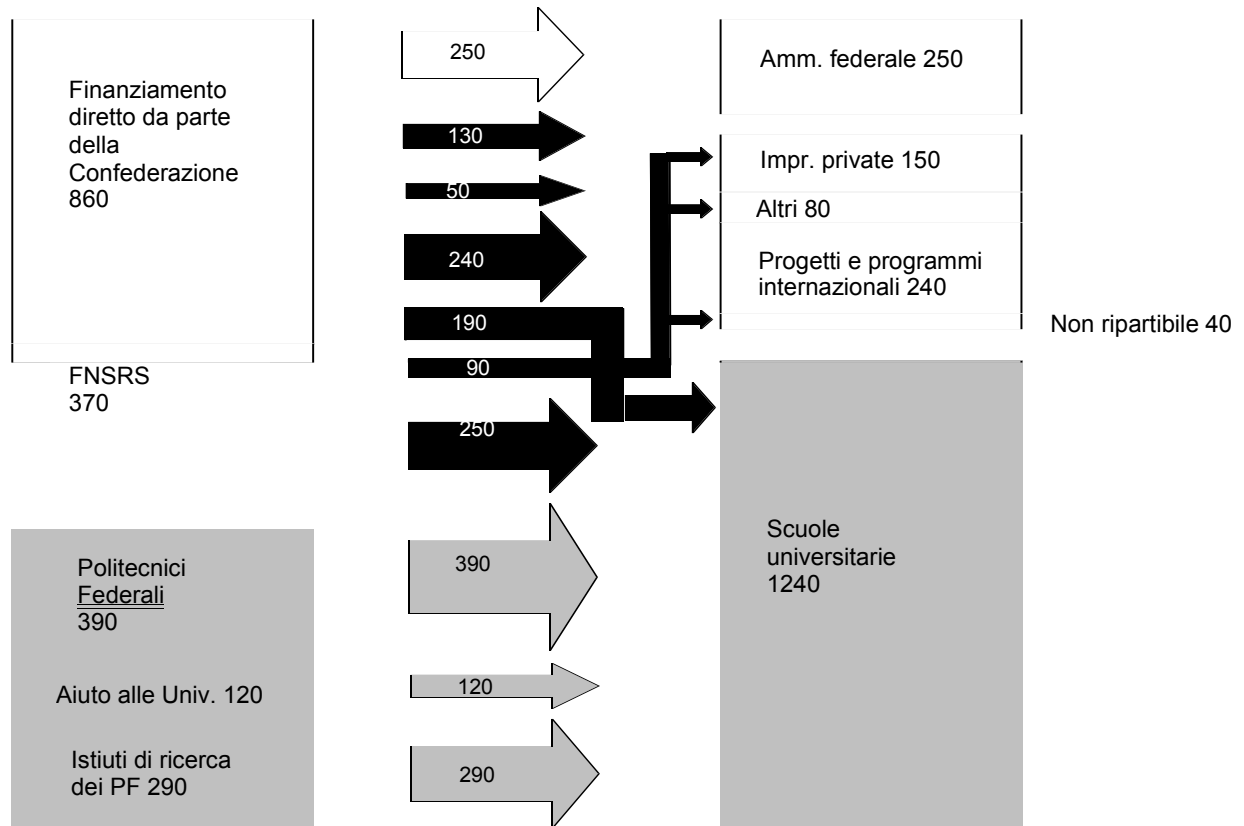 Finanziamento
diretto da parte
della
Confederazione
860
FNSRS
370
Politecnici
Federali
390
Aiuto alle Univ. 120
Istiuti di ricerca
dei PF 290
250
130
50
240
190
90
250
390
120
290
Amm. federale 250
Impr. private 150
Altri 80
Progetti e programmi
internazionali 240
Non ripartibile 40
Scuole
universitarie
1240